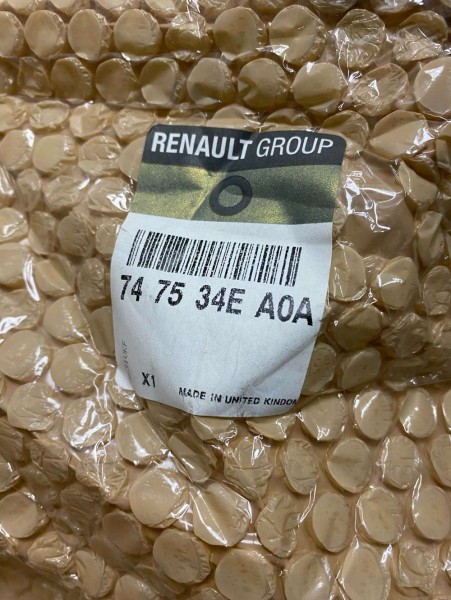 RENAULT GROUP
74 75 34E A0A
X1
MADE IN UNITED KINGDOM